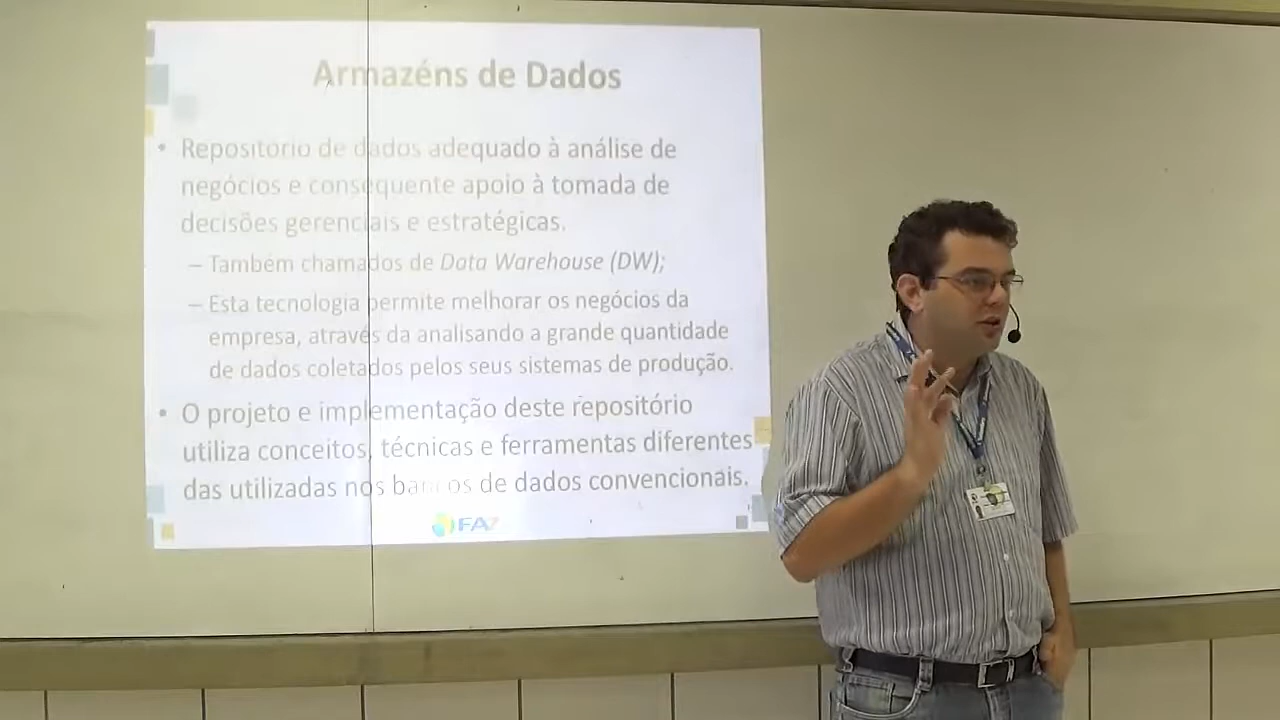 Armazéns de Dados
• Repositório de dados adequado à análise de
negócios e consequente apoio à tomada de
decisões gerenciais e estratégicas.
– Também chamados de Data Warehouse (DW);
– Esta tecnologia permite melhorar os negócios da
empresa, através da analisando a grande quantidade
de dados coletados pelos seus sistemas de produção.
• O projeto e implementação deste repositório
utiliza conceitos, técnicas e ferramentas diferentes
das utilizadas nos bancos de dados convencionais.
FA7